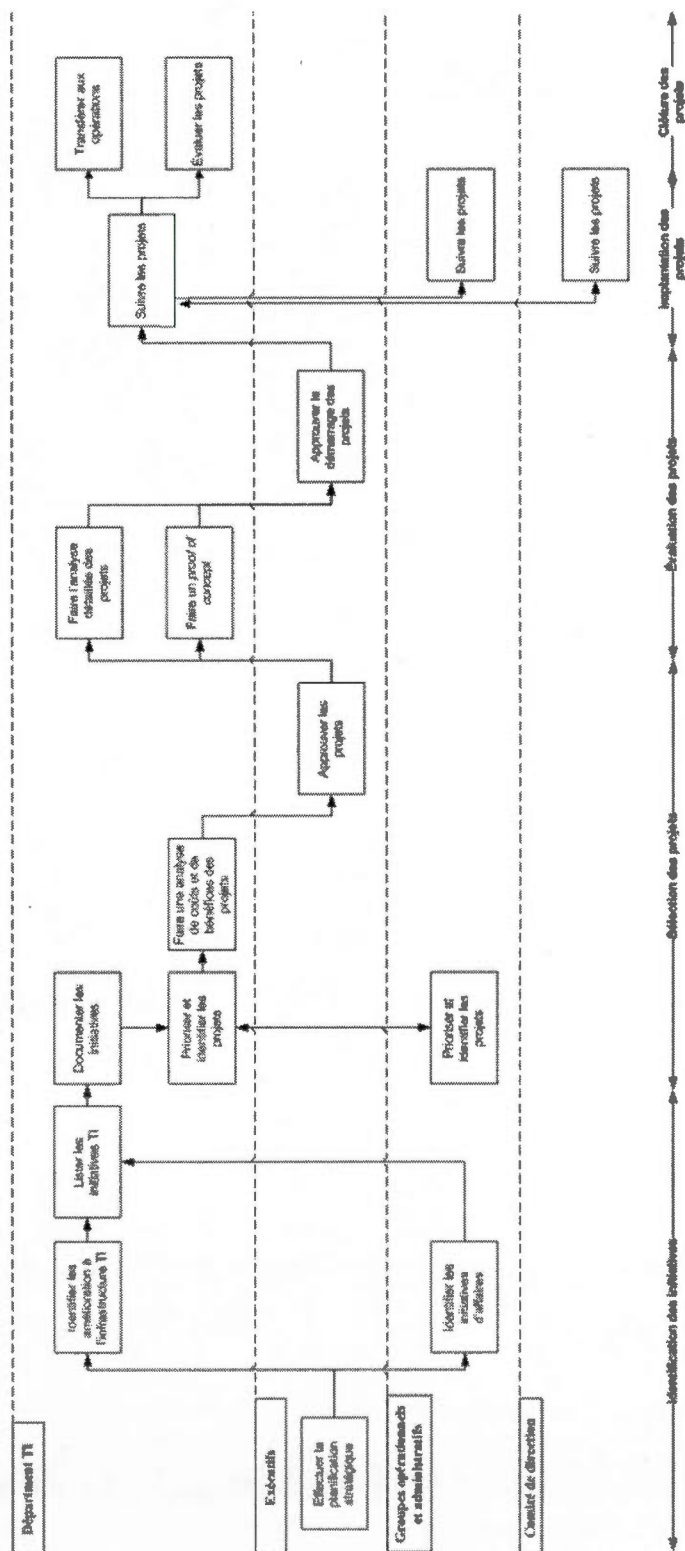 Départment TI
Identifier les
amélioration à
l'infrastructure TI
Lister les
initiatives TI
Documenter les
initiatives
Prioriser et
identifier les
projets
Faire une analyse
de coûts et de
bénéfices des
projets
Faire l'analyse
détaillée des
projets
Faire un proof of
concept
Suivre les projets
Transférer aux
opérations
Évaluer les projets
Exécutifs
Effectuer la
planification
stratégique
Approuver les
projets
Approuver le
démarrage des
projets
Groupes opérationnels
et administratifs
Identifier les
initiatives
d'affaires
Prioriser et
identifier les
projets
Suivre les projets
Comité de direction
Suivre les projets
Identification des initiatives
Sélection des projets
Évaluation des projets
Implantation des
projets
Clôture des
projets